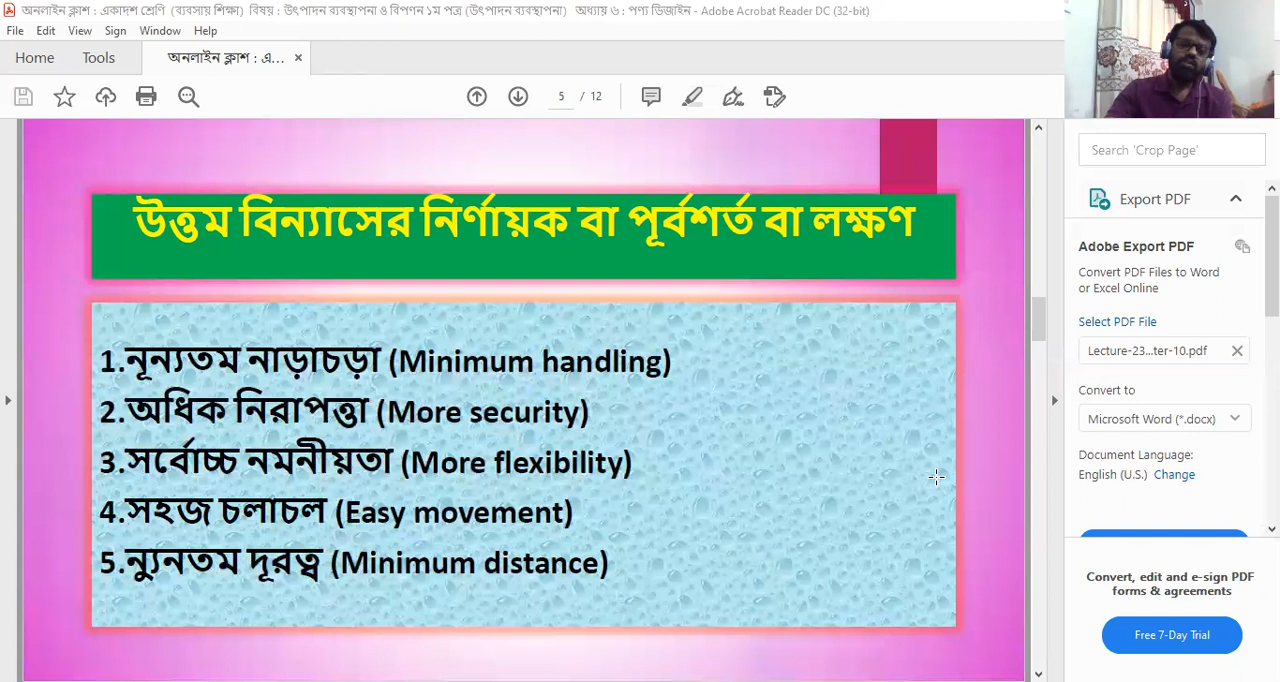 অনলাইন ক্লাশ : একাদশ শ্রেণি (ব্যবসায় শিক্ষা) বিষয় : উৎপাদন ব্যবস্থাপনা ও বিপণন ১ম পত্র (উৎপাদন ব্যবস্থাপনা) অধ্যায় ৬ : পণ্য ডিজাইন - Adobe Acrobat Reader DC (32-bit)
File Edit View Sign Window Help
Home Tools অনলাইন ক্লাশ : এ... ×
5 / 12
Search 'Crop Page'
Export PDF
Adobe Export PDF
Convert PDF Files to Word
or Excel Online
Select PDF File
Lecture-23...ter-10.pdf
Convert to
Microsoft Word (*.docx)
Document Language:
English (U.S.) Change
Convert, edit and e-sign PDF
forms & agreements
Free 7-Day Trial
উত্তম বিন্যাসের নির্ণায়ক বা পূর্বশর্ত বা লক্ষণ
1.নূন্যতম নাড়াচড়া (Minimum handling)
2.অধিক নিরাপত্তা (More security)
3.সর্বোচ্চ নমনীয়তা (More flexibility)
4.সহজ চলাচল (Easy movement)
5.ন্যুনতম দূরত্ব (Minimum distance)